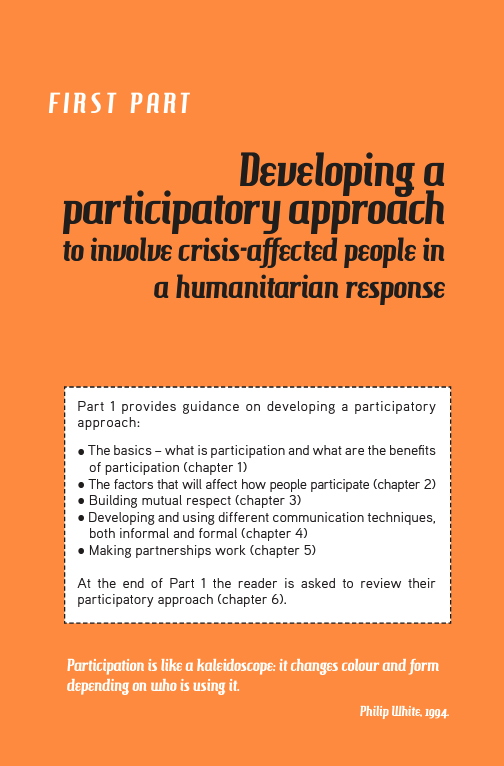 FIRST PART
Developing a
participatory approach
to involve crisis-affected people in
a humanitarian response
Part 1 provides guidance on developing a participatory
approach:
● The basics – what is participation and what are the benefits
of participation (chapter 1)
● The factors that will affect how people participate (chapter 2)
● Building mutual respect (chapter 3)
● Developing and using different communication techniques,
both informal and formal (chapter 4)
● Making partnerships work (chapter 5)
At the end of Part 1 the reader is asked to review their
participatory approach (chapter 6).
Participation is like a kaleidoscope: it changes colour and form
depending on who is using it.
Philip White, 1994.